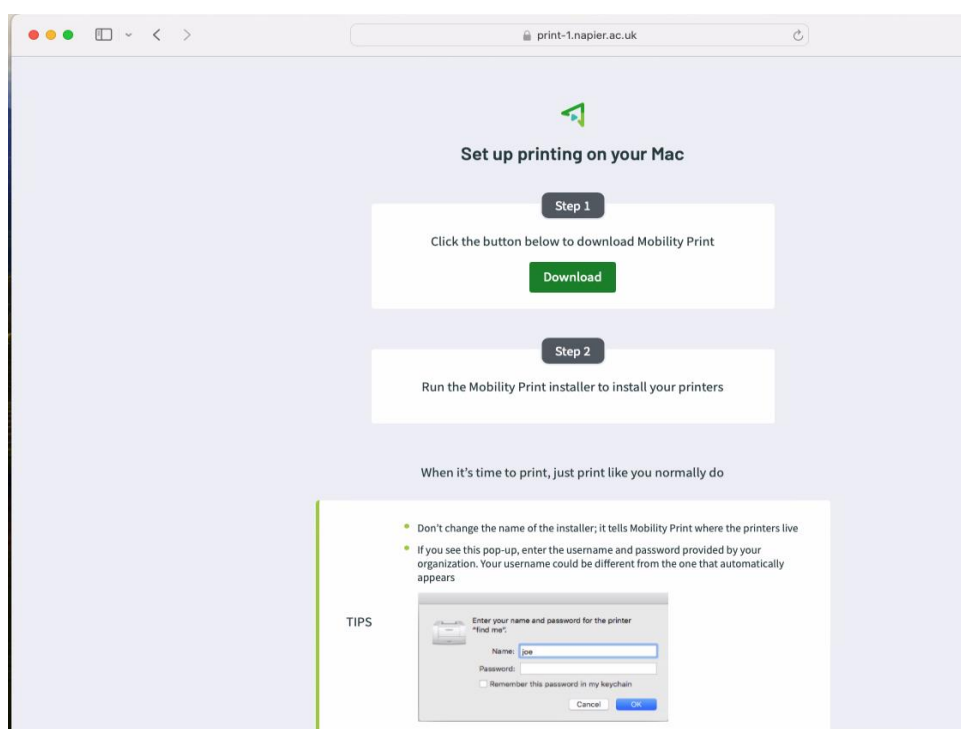 print-1.napier.ac.uk
Set up printing on your Mac
Step 1
Click the button below to download Mobility Print
Download
Step 2
Run the Mobility Print installer to install your printers
When it's time to print, just print like you normally do
TIPS
Don't change the name of the installer; it tells Mobility Print where the printers live
If you see this pop-up, enter the username and password provided by your
organization. Your username could be different from the one that automatically
appears
Enter your name and password for the printer
"find me".
Name: joe
Password:
Remember this password in my keychain
Cancel OK